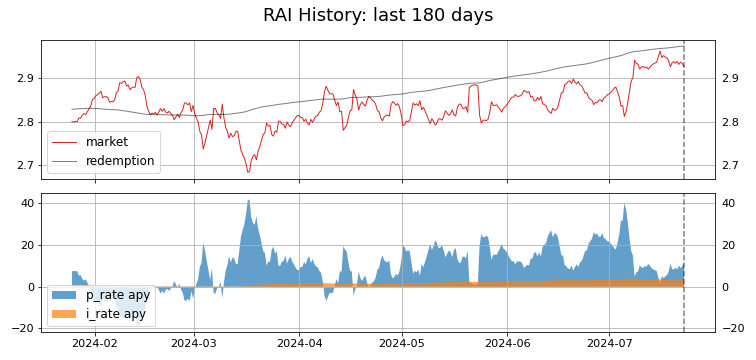 RAI History: last 180 days
2.9 2.9
2.8 2.8
2.7 2.7
market
redemption
40 40
20 20
0 0
−20 −20
p_rate apy
i_rate apy
2024-02 2024-03 2024-04 2024-05 2024-06 2024-07